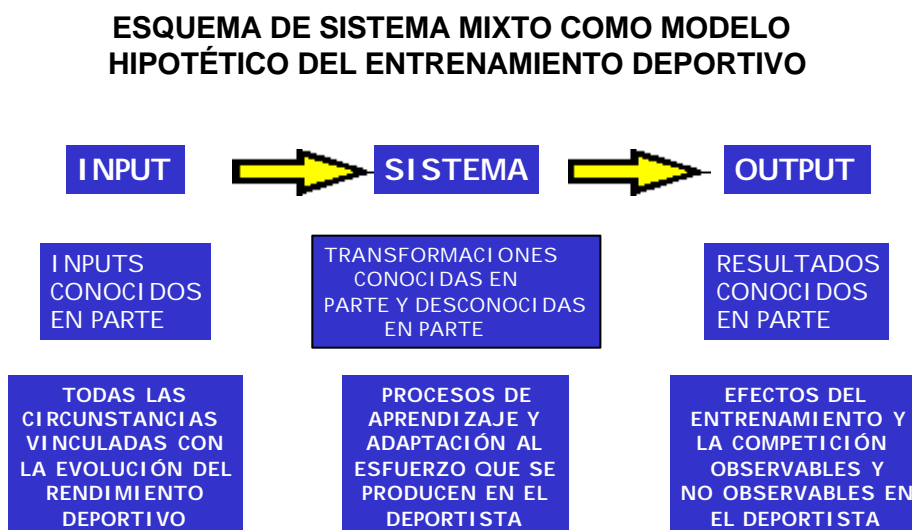 ESQUEMA DE SISTEMA MIXTO COMO MODELO
HIPOTÉTICO DEL ENTRENAMIENTO DEPORTIVO
INPUT
SISTEMA
OUTPUT
INPUTS
CONOCIDOS
EN PARTE
TRANSFORMACIONES
CONOCIDAS EN
PARTE Y DESCONOCIDAS
EN PARTE
RESULTADOS
CONOCIDOS
EN PARTE
TODAS LAS
CIRCUNSTANCIAS
VINCULADAS CON
LA EVOLUCIÓN DEL
RENDIMIENTO
DEPORTIVO
PROCESOS DE
APRENDIZAJE Y
ADAPTACIÓN AL
ESFUERZO QUE SE
PRODUCEN EN EL
DEPORTISTA
EFECTOS DEL
ENTRENAMIENTO Y
LA COMPETICIÓN
OBSERVABLES Y
NO OBSERVABLES EN
EL DEPORTISTA